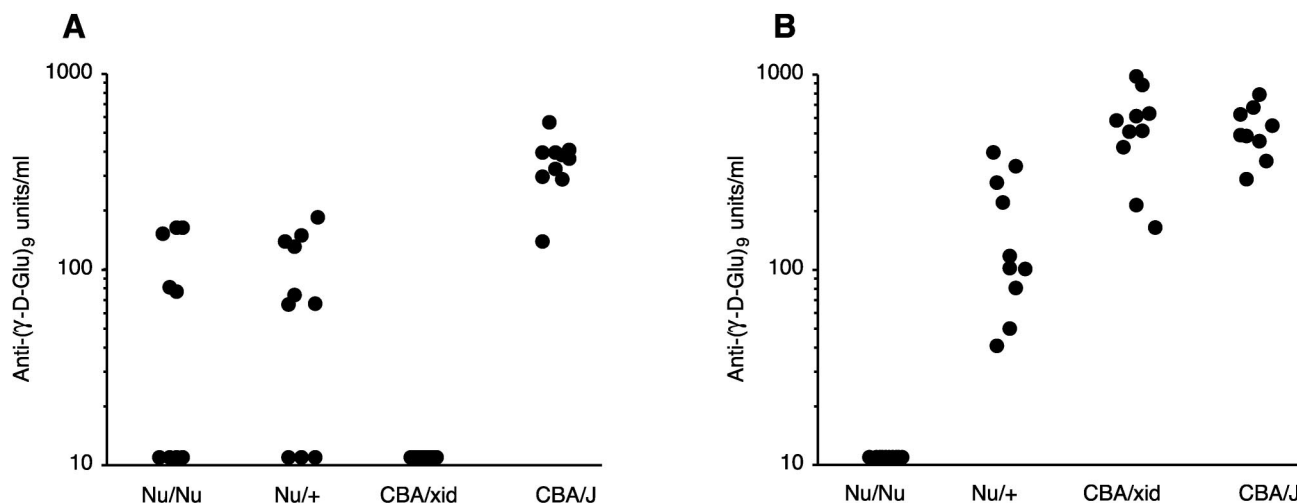 A
Anti-(γ-D-Glu)9 units/ml
1000
100
10
Nu/Nu Nu/+ CBA/xid CBA/J
B
Anti-(γ-D-Glu)9 units/ml
1000
100
10
Nu/Nu Nu/+ CBA/xid CBA/J